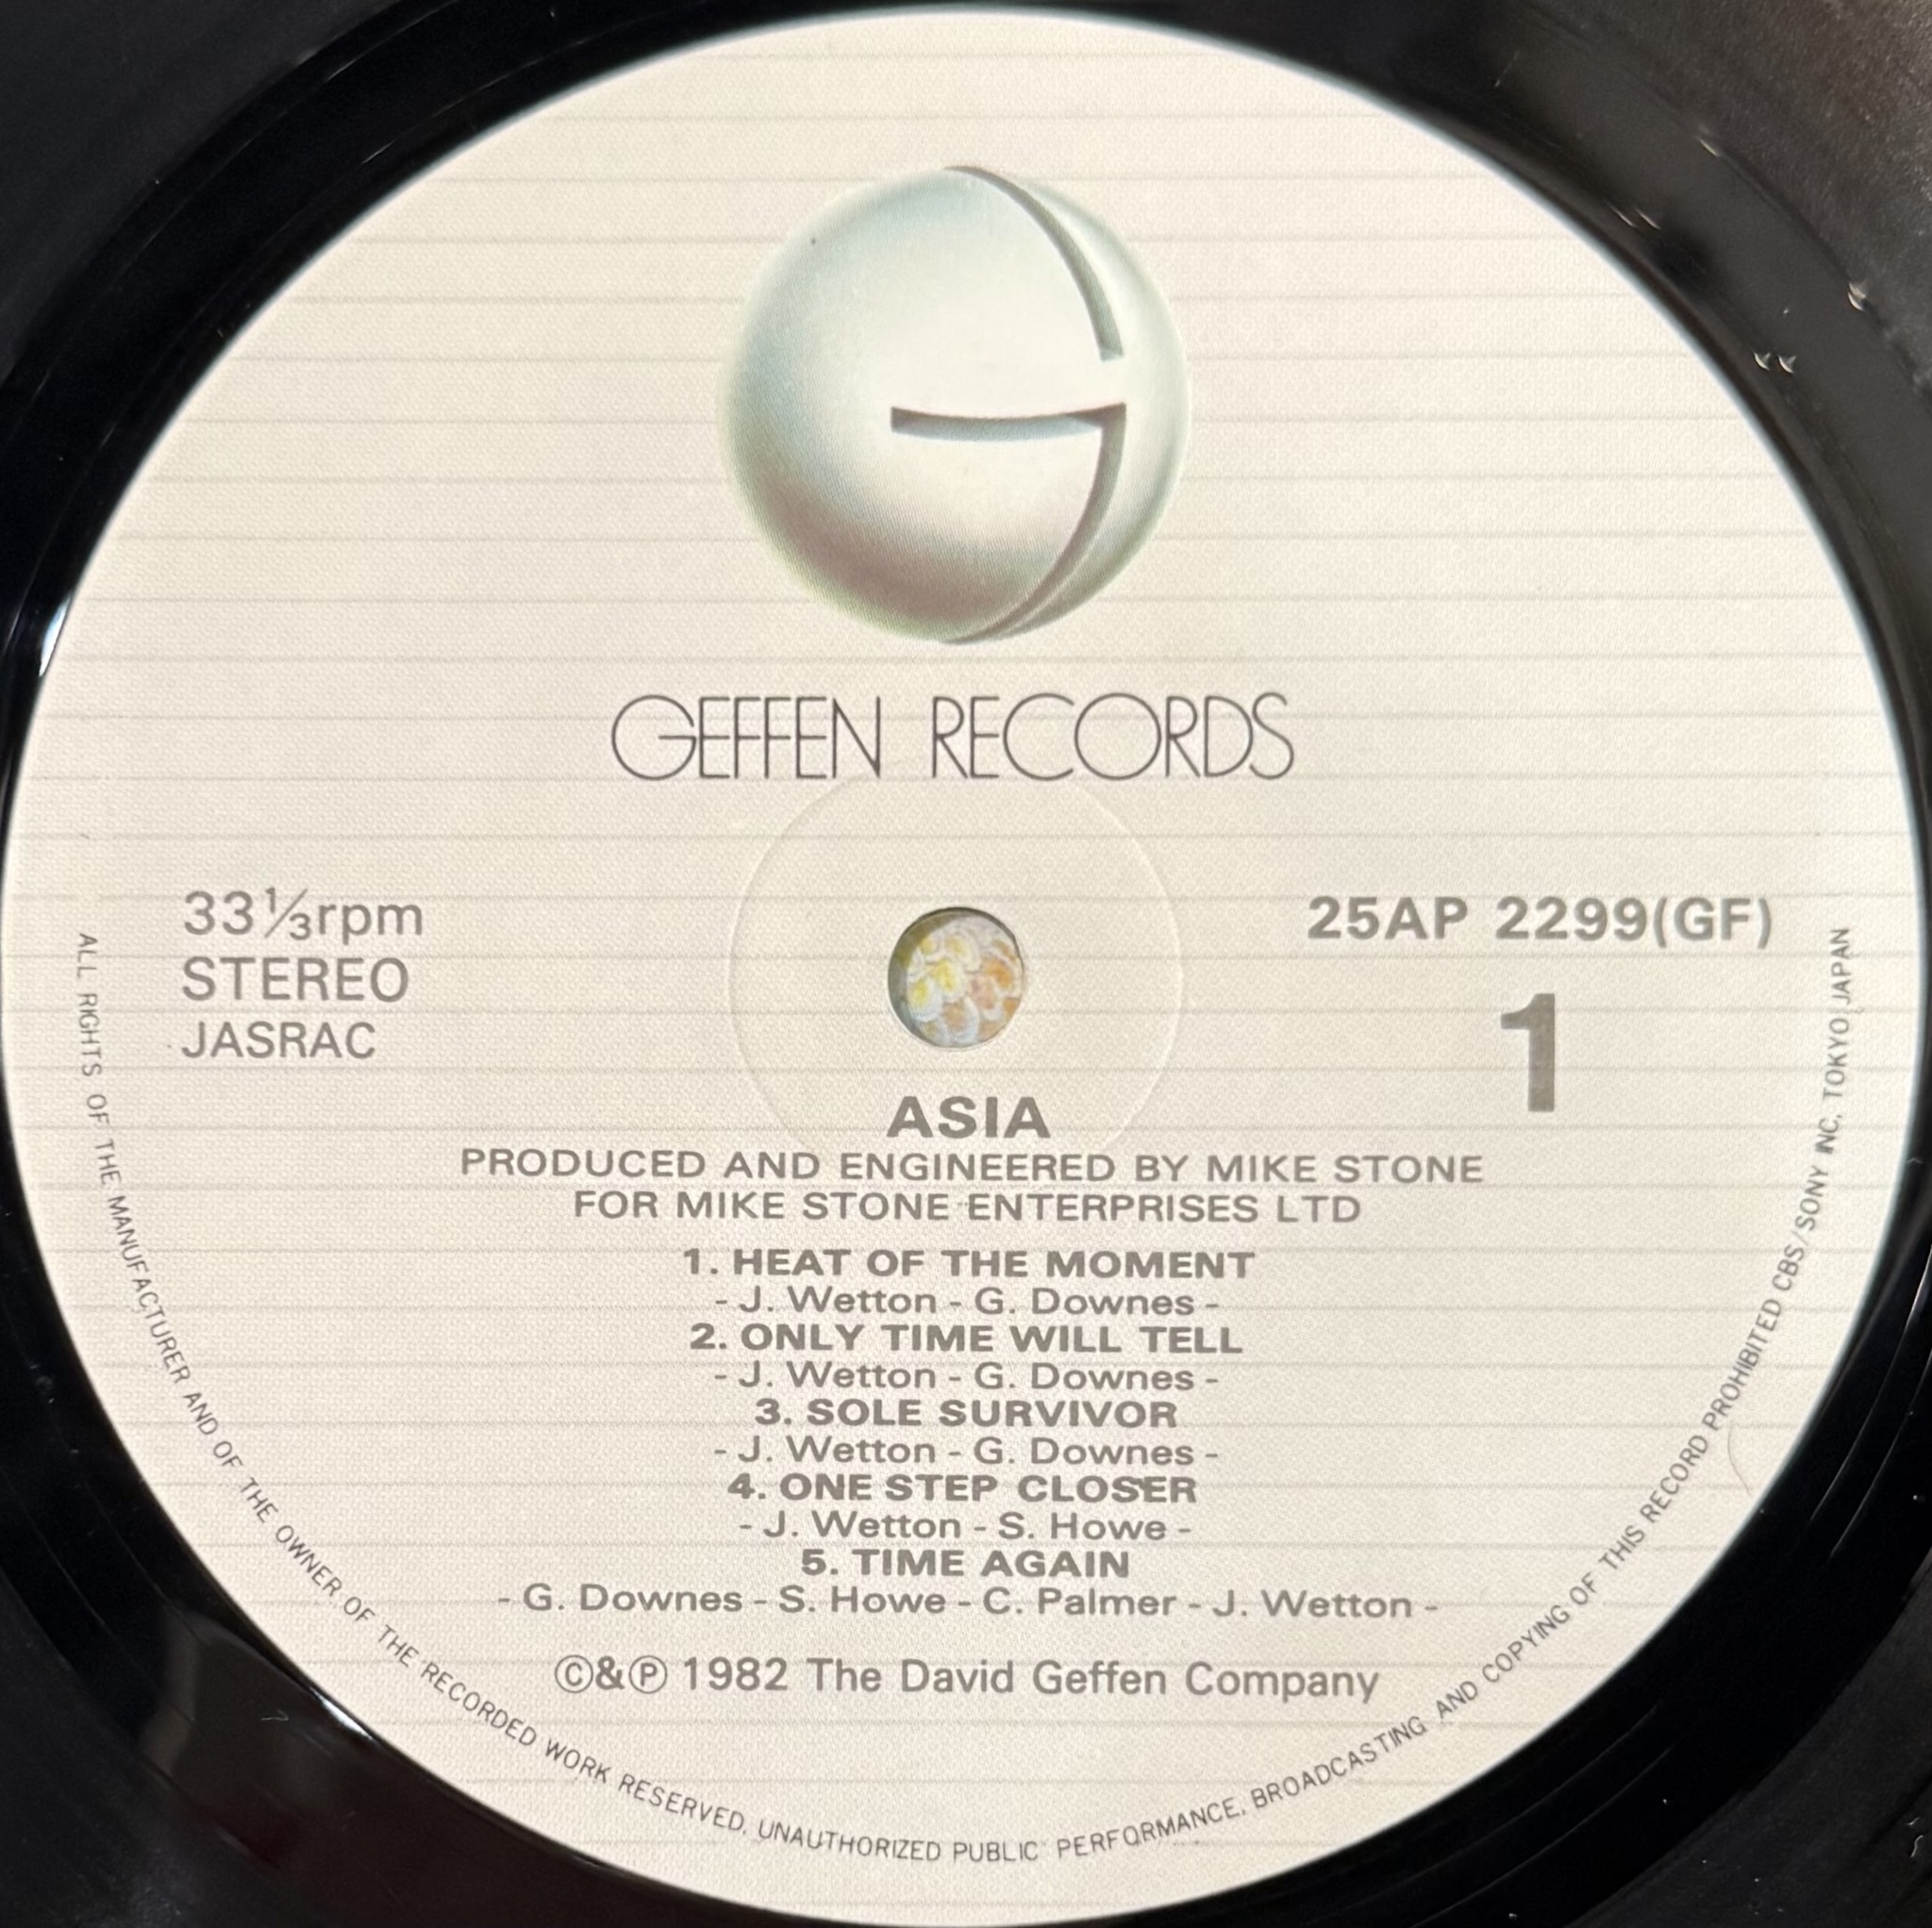 GEFFEN RECORDS
33⅓rpm
STEREO
JASRAC
25AP 2299(GF)
1
ASIA
PRODUCED AND ENGINEERED BY MIKE STONE
FOR MIKE STONE ENTERPRISES LTD
1. HEAT OF THE MOMENT
- J. Wetton - G. Downes -
2. ONLY TIME WILL TELL
- J. Wetton - G. Downes -
3. SOLE SURVIVOR
- J. Wetton - G. Downes -
4. ONE STEP CLOSER
- J. Wetton - S. Howe -
5. TIME AGAIN
- G. Downes - S. Howe - C. Palmer - J. Wetton -
©&℗ 1982 The David Geffen Company
ALL RIGHTS OF THE MANUFACTURER AND OF THE OWNER OF THE RECORDED WORK RESERVED. UNAUTHORIZED PUBLIC PERFORMANCE, BROADCASTING AND COPYING OF THIS RECORD PROHIBITED CBS/SONY INC. TOKYO JAPAN